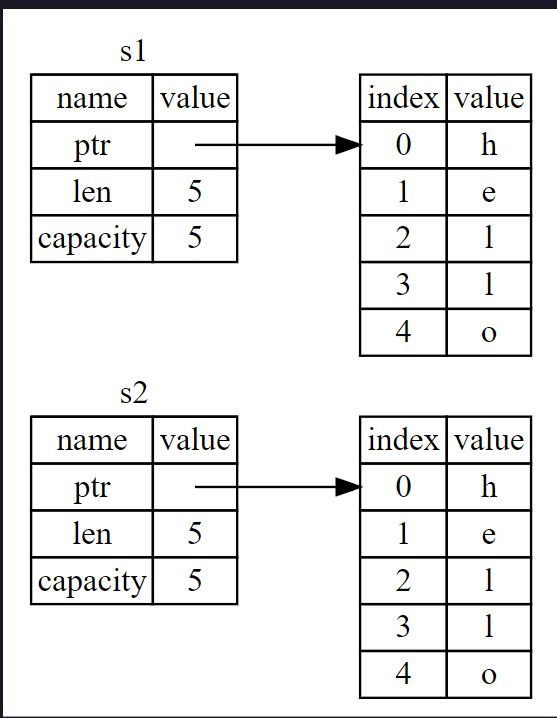 s1
name value
ptr
len 5
capacity 5
index value
0 h
1 e
2 l
3 l
4 o
s2
name value
ptr
len 5
capacity 5
index value
0 h
1 e
2 l
3 l
4 o